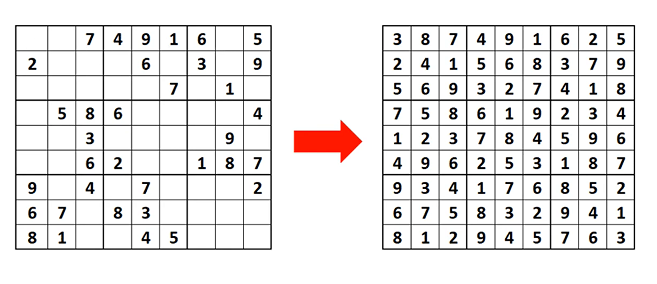 7 4 9 1 6 5
2 6 3 9
7 1
5 8 6 4
3 9
6 2 1 8 7
9 4 7 2
6 7 8 3
8 1 4 5
3 8 7 4 9 1 6 2 5
2 4 1 5 6 8 3 7 9
5 6 9 3 2 7 4 1 8
7 5 8 6 1 9 2 3 4
1 2 3 7 8 4 5 9 6
4 9 6 2 5 3 1 8 7
9 3 4 1 7 6 8 5 2
6 7 5 8 3 2 9 4 1
8 1 2 9 4 5 7 6 3